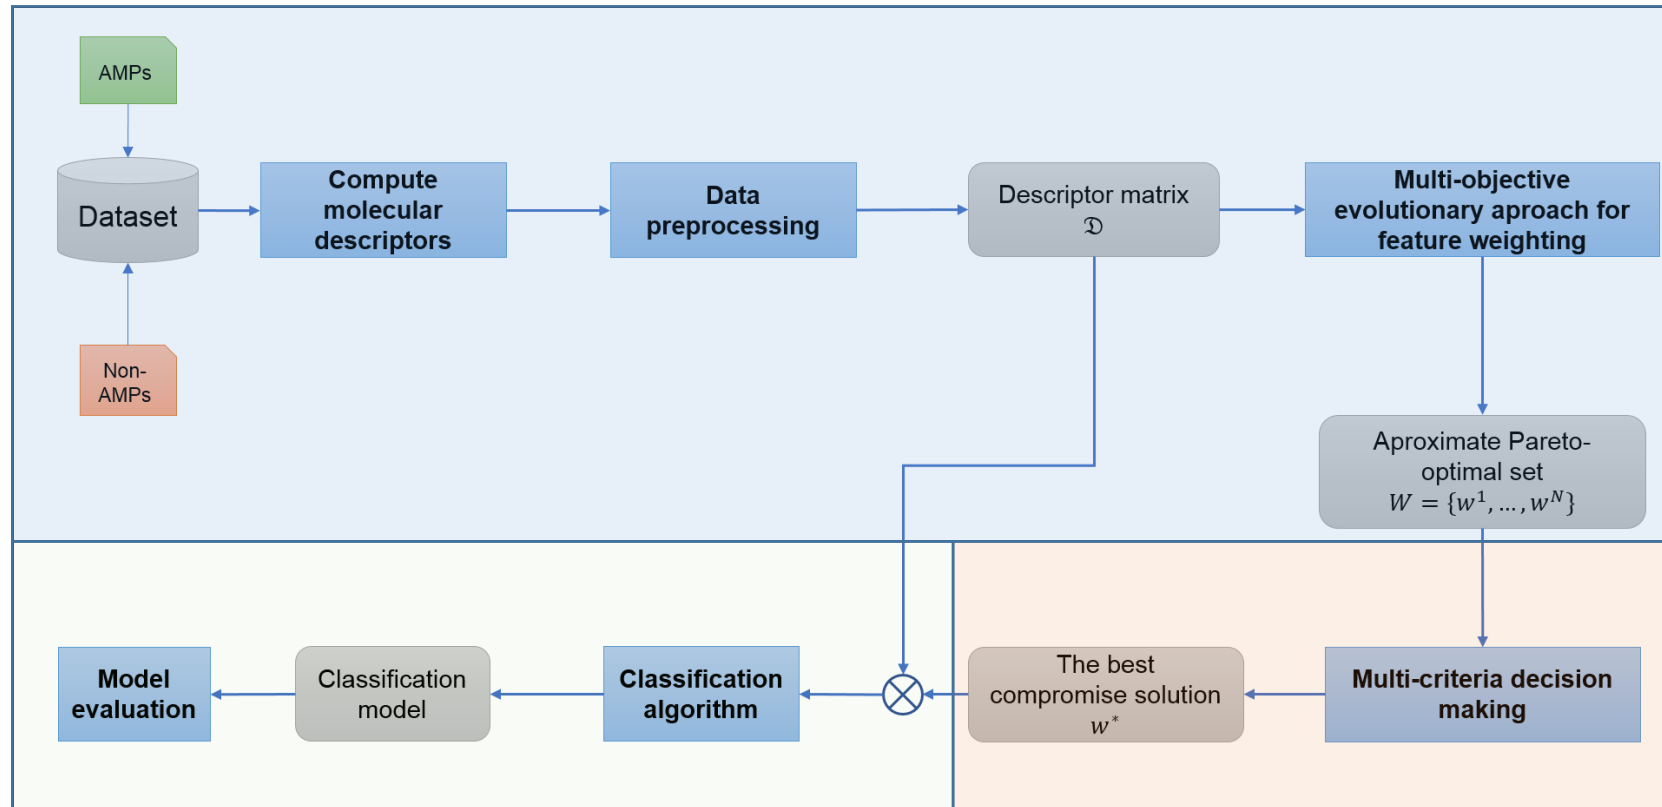 AMPs
Dataset
Non-
AMPs
Compute
molecular
descriptors
Data
preprocessing
Descriptor matrix
𝔇
Multi-objective
evolutionary aproach for
feature weighting
Aproximate Pareto-
optimal set
W = {w¹, … , wᴺ}
Multi-criteria decision
making
The best
compromise solution
w*
Classification
algorithm
Classification
model
Model
evaluation